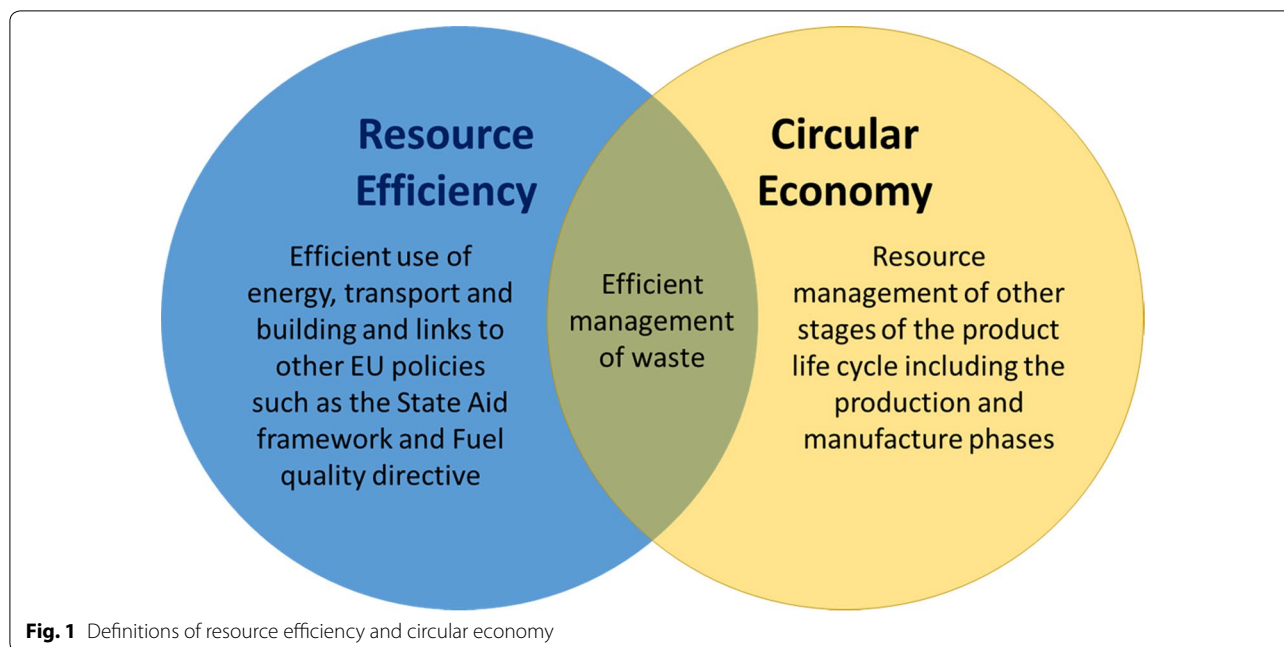 Resource
Efficiency
Efficient use of
energy, transport and
building and links to
other EU policies
such as the State Aid
framework and Fuel
quality directive
Efficient
management
of waste
Circular
Economy
Resource
management of other
stages of the product
life cycle including the
production and
manufacture phases
Fig. 1 Definitions of resource efficiency and circular economy